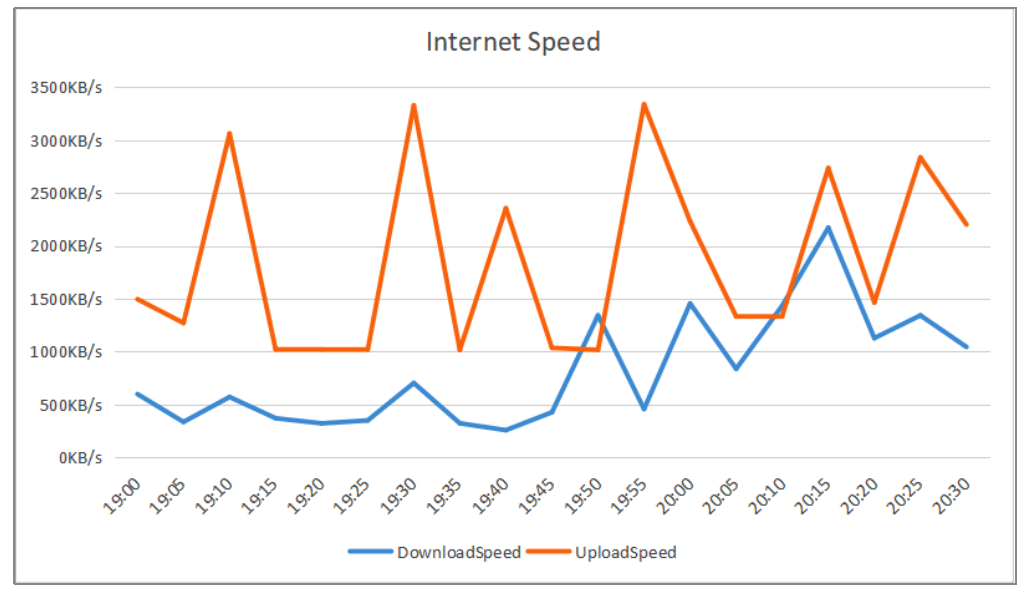 Internet Speed
3500KB/s
3000KB/s
2500KB/s
2000KB/s
1500KB/s
1000KB/s
500KB/s
0KB/s
19:00 19:05 19:10 19:15 19:20 19:25 19:30 19:35 19:40 19:45 19:50 19:55 20:00 20:05 20:10 20:15 20:20 20:25 20:30
DownloadSpeed UploadSpeed